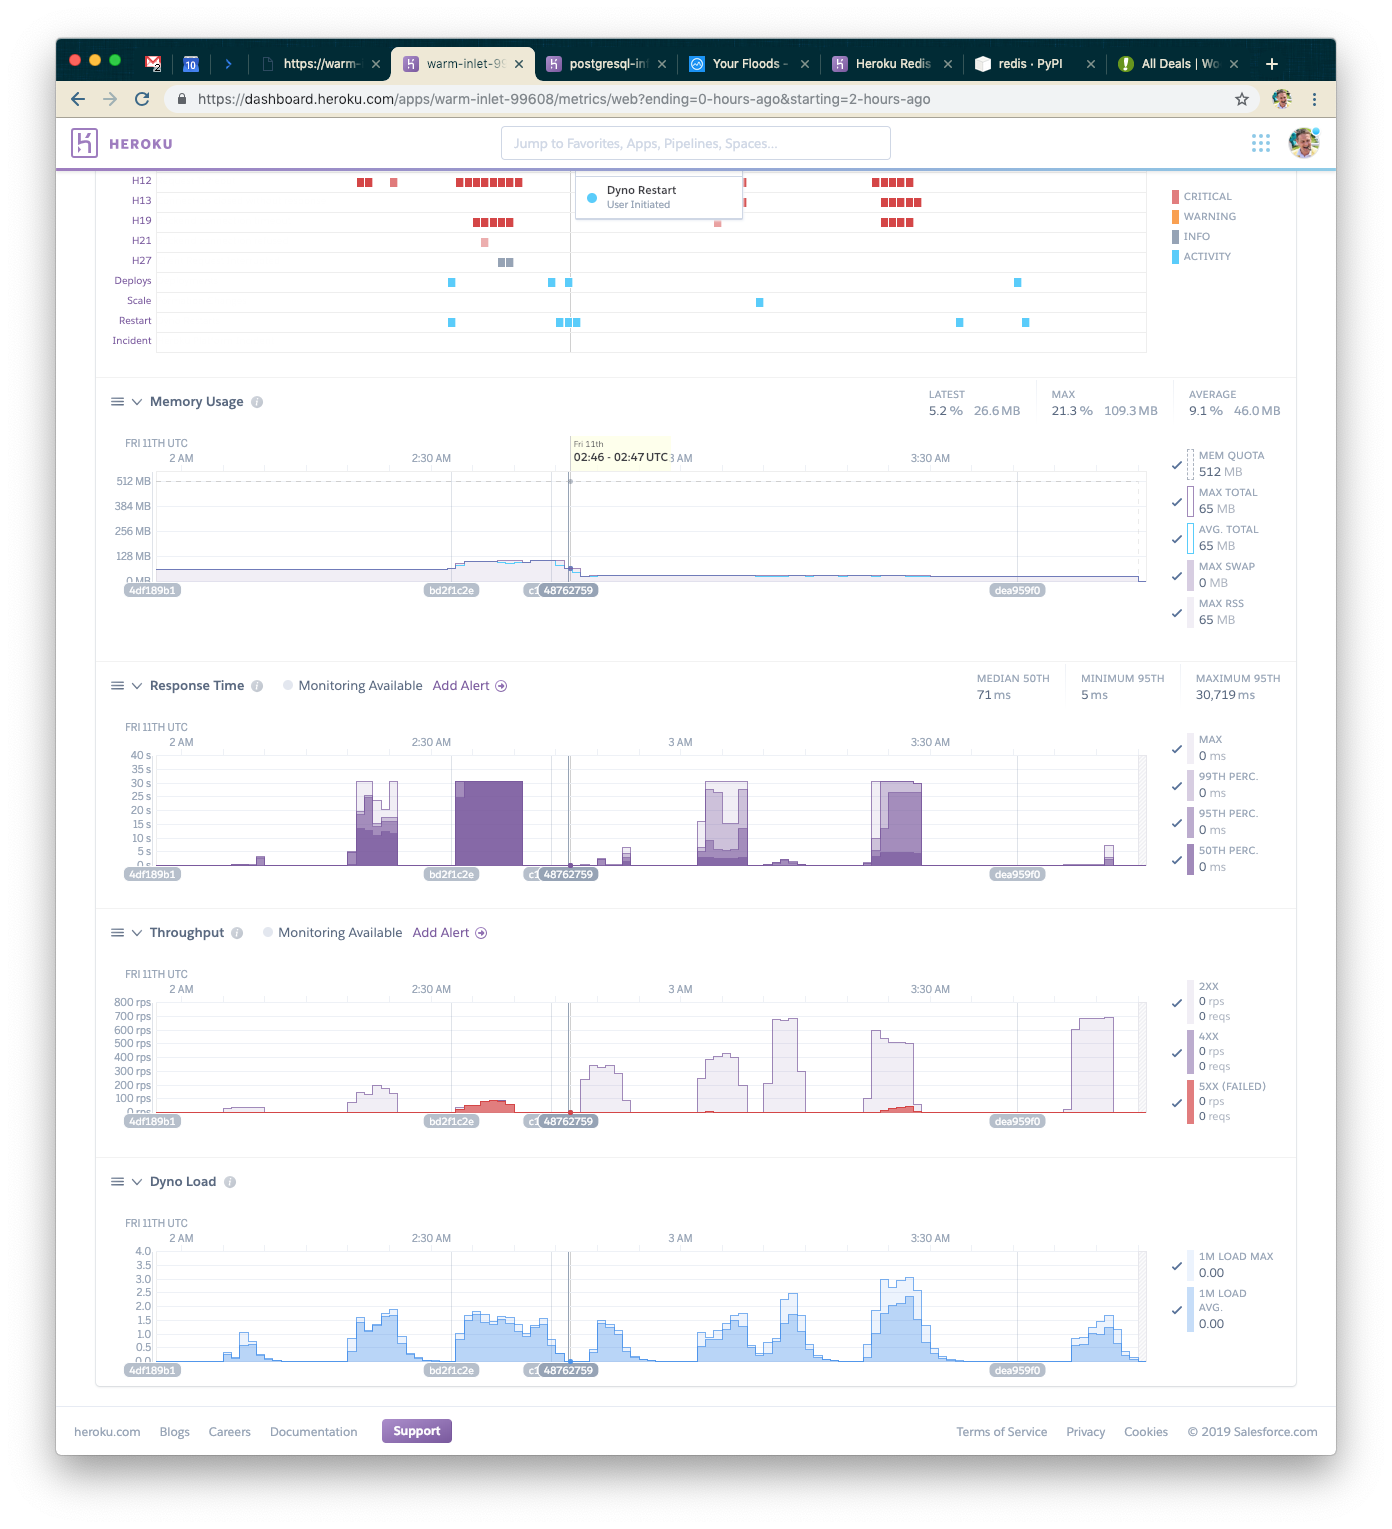 2
10
https://warm-
warm-inlet-99
postgresql-in
Your Floods -
Heroku Redis
redis · PyPI
All Deals | Wo
https://dashboard.heroku.com/apps/warm-inlet-99608/metrics/web?ending=0-hours-ago&starting=2-hours-ago
HEROKU
Jump to Favorites, Apps, Pipelines, Spaces...
H12
Dyno Restart
User Initiated
H13
H19
H21
H27
Deploys
Scale
Restart
Incident
CRITICAL
WARNING
INFO
ACTIVITY
Memory Usage
LATEST
5.2 % 26.6 MB
MAX
21.3 % 109.3 MB
AVERAGE
9.1 % 46.0 MB
FRI 11TH UTC
2 AM 2:30 AM 3 AM 3:30 AM
Fri 11th
02:46 - 02:47 UTC
512 MB
384 MB
256 MB
128 MB
0 MB
4df189b1 bd2f1c2e c1 48762759 dea959f0
MEM QUOTA
512 MB
MAX TOTAL
65 MB
AVG. TOTAL
65 MB
MAX SWAP
0 MB
MAX RSS
65 MB
Response Time Monitoring Available Add Alert
MEDIAN 50TH
71 ms
MINIMUM 95TH
5 ms
MAXIMUM 95TH
30,719 ms
FRI 11TH UTC
2 AM 2:30 AM 3 AM 3:30 AM
40 s
35 s
30 s
25 s
20 s
15 s
10 s
5 s
0 s
4df189b1 bd2f1c2e c1 48762759 dea959f0
MAX
0 ms
99TH PERC.
0 ms
95TH PERC.
0 ms
50TH PERC.
0 ms
Throughput Monitoring Available Add Alert
FRI 11TH UTC
2 AM 2:30 AM 3 AM 3:30 AM
800 rps
700 rps
600 rps
500 rps
400 rps
300 rps
200 rps
100 rps
0 rps
4df189b1 bd2f1c2e c1 48762759 dea959f0
2XX
0 rps
0 reqs
4XX
0 rps
0 reqs
5XX (FAILED)
0 rps
0 reqs
Dyno Load
FRI 11TH UTC
2 AM 2:30 AM 3 AM 3:30 AM
4.0
3.5
3.0
2.5
2.0
1.5
1.0
0.5
0.0
4df189b1 bd2f1c2e c1 48762759 dea959f0
1M LOAD MAX
0.00
1M LOAD
AVG.
0.00
heroku.com Blogs Careers Documentation Support Terms of Service Privacy Cookies © 2019 Salesforce.com